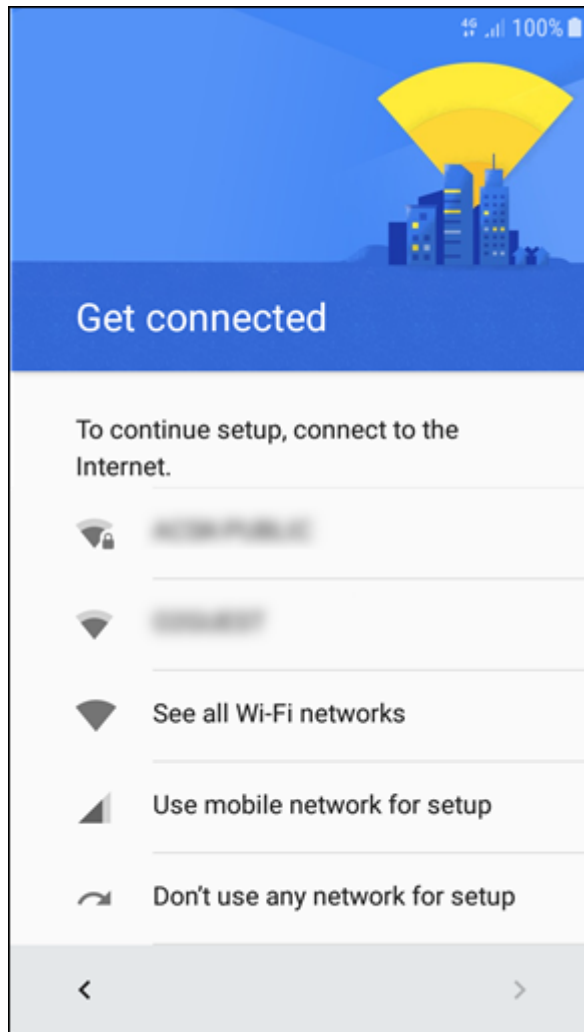 4G 100%
Get connected
To continue setup, connect to the
Internet.
See all Wi-Fi networks
Use mobile network for setup
Don't use any network for setup